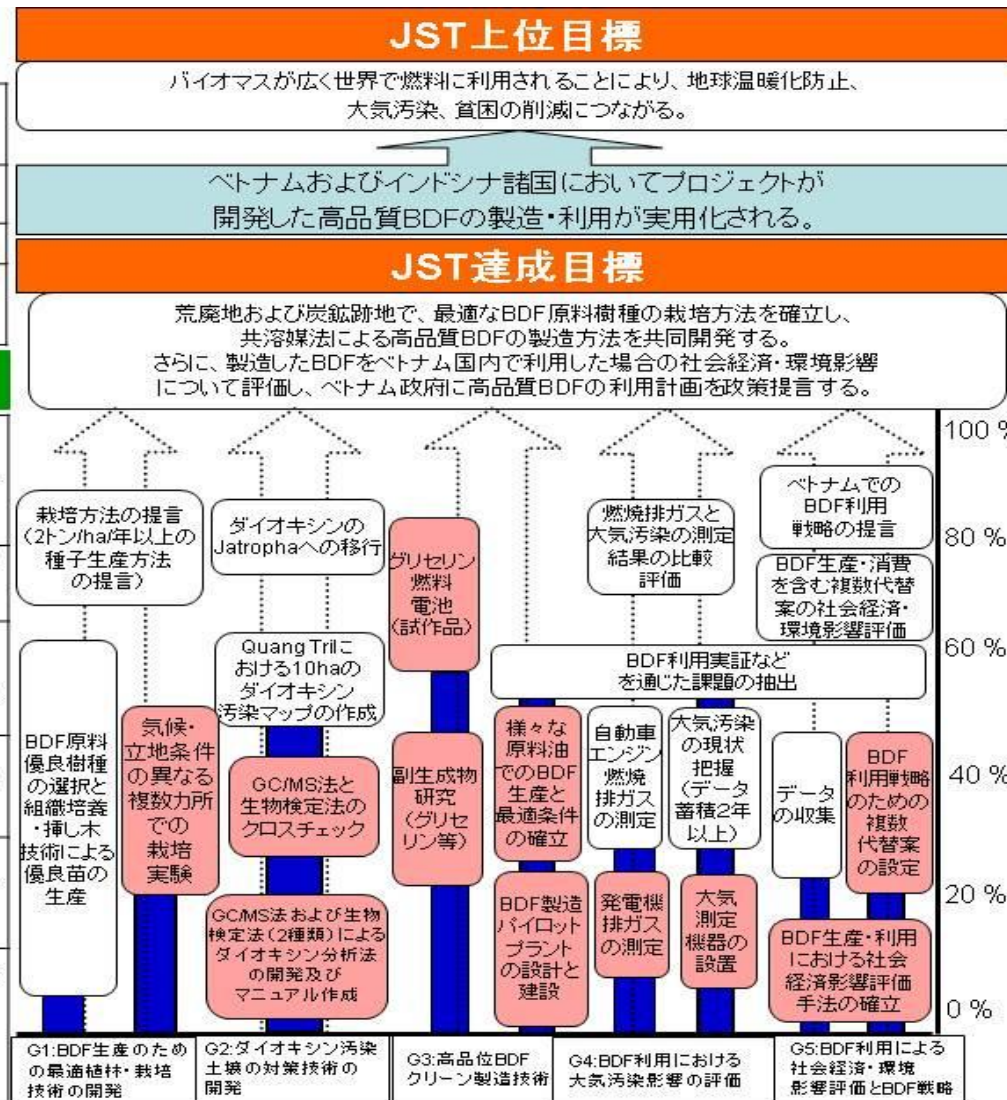 JST上位目標
バイオマスが広く世界で燃料に利用されることにより、地球温暖化防止、
大気汚染、貧困の削減につながる。
ベトナムおよびインドシナ諸国においてプロジェクトが
開発した高品質BDFの製造・利用が実用化される。
JST達成目標
荒廃地および炭鉱跡地で、最適なBDF原料樹種の栽培方法を確立し、
共溶媒法による高品質BDFの製造方法を共同開発する。
さらに、製造したBDFをベトナム国内で利用した場合の社会経済・環境影響
について評価し、ベトナム政府に高品質BDFの利用計画を政策提言する。
100 %
80 %
60 %
40 %
20 %
0 %
栽培方法の提言
(2トン/ha/年以上の
種子生産方法
の提言)
BDF原料
優良樹種
の選択と
組織培養
・挿し木
技術による
優良苗の
生産
気候・
立地条件
の異なる
複数カ所
での
栽培
実験
ダイオキシンの
Jatrophaへの移行
Quang Triに
おける10haの
ダイオキシン
汚染マップの作成
GC/MS法と
生物検定法の
クロスチェック
GC/MS法および生物
検定法(2種類)による
ダイオキシン分析法
の開発及び
マニュアル作成
グリセリン
燃料
電池
(試作品)
副生成物
研究
(グリセ
リン等)
BDF利用実証など
を通じた課題の抽出
様々な
原料油
でのBDF
生産と
最適条件
の確立
BDF製造
パイロット
プラント
の設計と
建設
燃焼排ガスと
大気汚染の測定
結果の比較
評価
自動車
エンジン
燃焼
排ガス
の測定
発電機
排ガス
の測定
大気汚染
の現状
把握
(データ
蓄積2年
以上)
大気
測定
機器の
設置
ベトナムでの
BDF利用
戦略の提言
BDF生産・消費
を含む複数代替
案の社会経済・
環境影響評価
データ
の収集
BDF
利用戦略
のための
複数
代替案
の設定
BDF生産・利用
における社会
経済影響評価
手法の確立
G1:BDF生産のため
の最適植林・栽培
技術の開発
G2:ダイオキシン汚染
土壌の対策技術の
開発
G3:高品位BDF
クリーン製造技術
G4:BDF利用における
大気汚染影響の評価
G5:BDF利用による
社会経済・環境
影響評価とBDF戦略